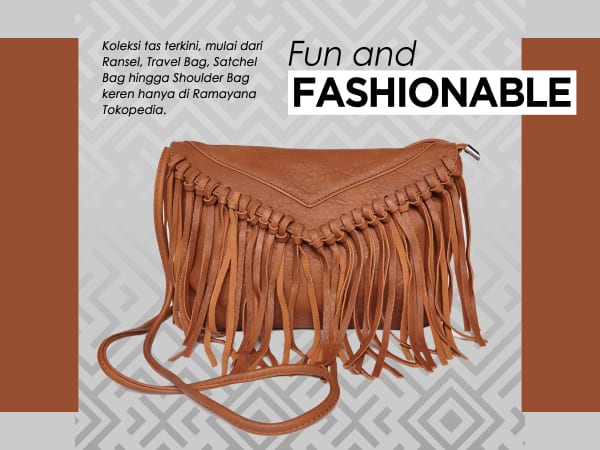 Koleksi tas terkini, mulai dari
Ransel, Travel Bag, Satchel
Bag hingga Shoulder Bag
keren hanya di Ramayana
Tokopedia.
Fun and
FASHIONABLE